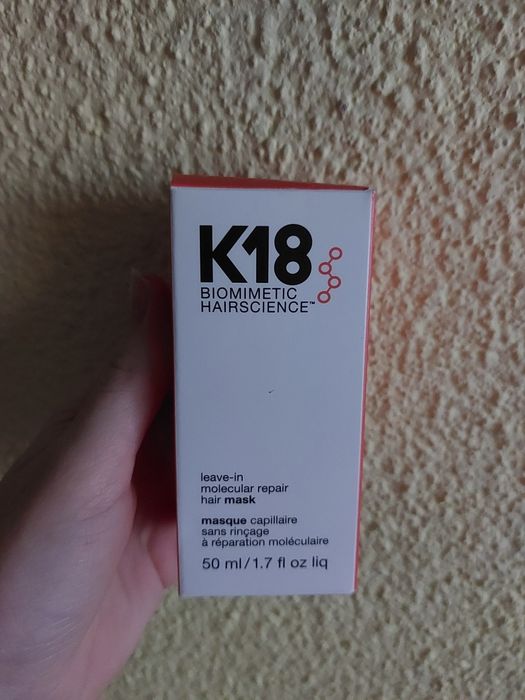 K18
BIOMIMETIC
HAIRSCIENCE™
leave-in
molecular repair
hair mask
masque capillaire
sans rinçage
à réparation moléculaire
50 ml/1.7 fl oz liq